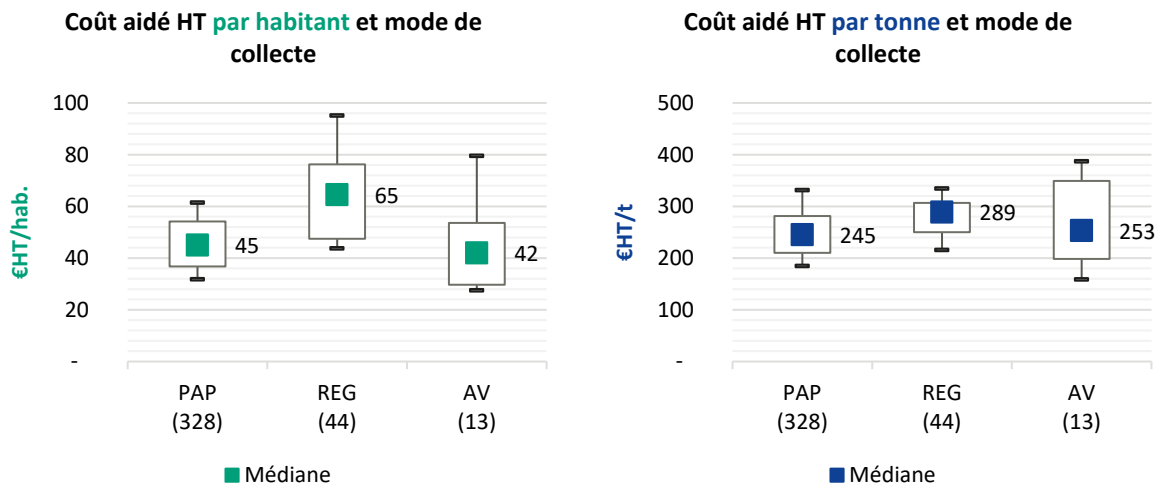 Coût aidé HT par habitant et mode de
collecte
€HT/hab.
100
80
60
40
20
-
65
45
42
PAP
(328)
REG
(44)
AV
(13)
Médiane
Coût aidé HT par tonne et mode de
collecte
€HT/t
500
400
300
200
100
-
245
289
253
PAP
(328)
REG
(44)
AV
(13)
Médiane